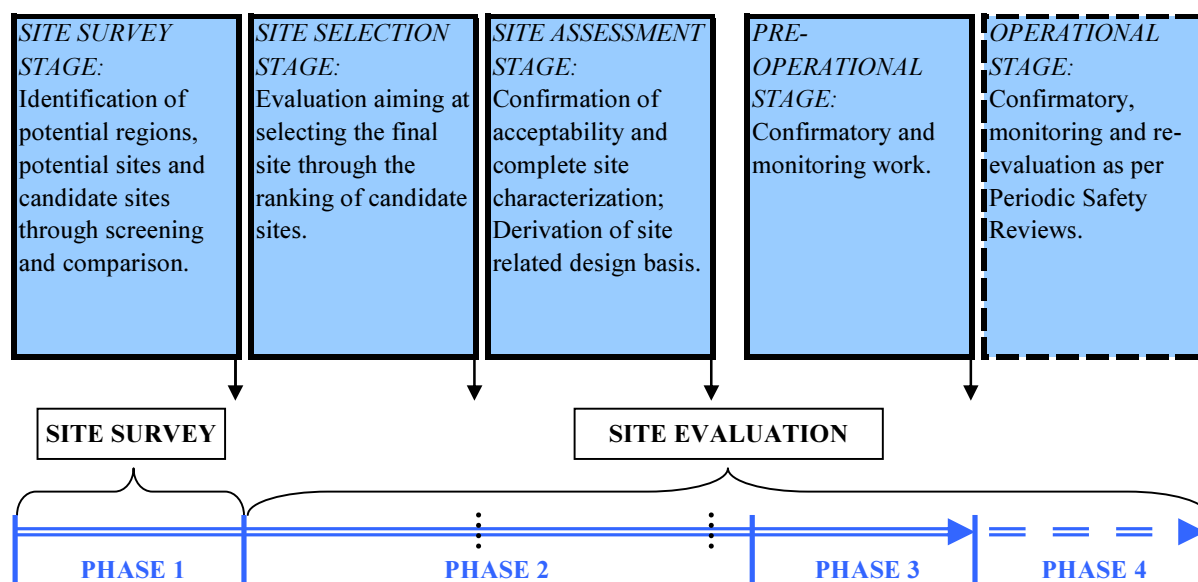 SITE SURVEY
STAGE:
Identification of
potential regions,
potential sites and
candidate sites
through screening
and comparison.
SITE SELECTION
STAGE:
Evaluation aiming at
selecting the final
site through the
ranking of candidate
sites.
SITE ASSESSMENT
STAGE:
Confirmation of
acceptability and
complete site
characterization;
Derivation of site
related design basis.
PRE-
OPERATIONAL
STAGE:
Confirmatory and
monitoring work.
OPERATIONAL
STAGE:
Confirmatory,
monitoring and re-
evaluation as per
Periodic Safety
Reviews.
SITE SURVEY
SITE EVALUATION
PHASE 1
PHASE 2
PHASE 3
PHASE 4